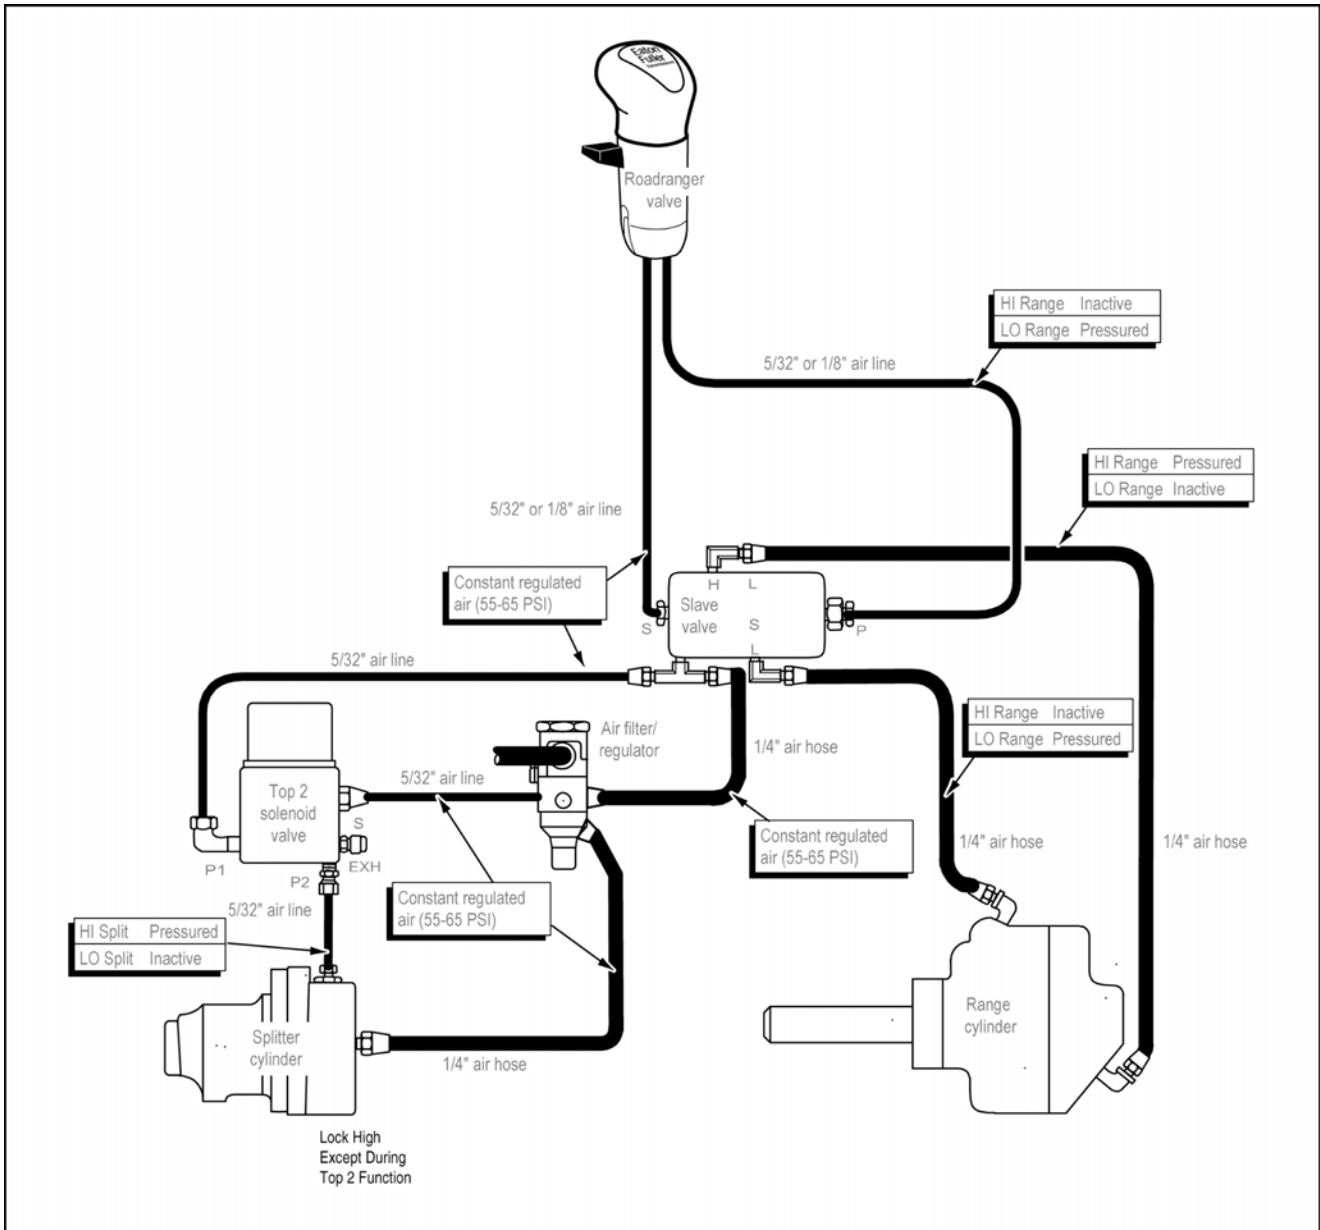 Eaton
Fuller
Roadranger
valve
HI Range Inactive
LO Range Pressured
5/32" or 1/8" air line
HI Range Pressured
LO Range Inactive
5/32" or 1/8" air line
Constant regulated
air (55-65 PSI)
H L
Slave
valve
S
S
P
L
5/32" air line
HI Range Inactive
LO Range Pressured
Air filter/
regulator
1/4" air hose
5/32" air line
Top 2
solenoid
valve
S
EXH
P1
P2
Constant regulated
air (55-65 PSI)
1/4" air hose
1/4" air hose
Constant regulated
air (55-65 PSI)
5/32" air line
HI Split Pressured
LO Split Inactive
Splitter
cylinder
Range
cylinder
1/4" air hose
Lock High
Except During
Top 2 Function